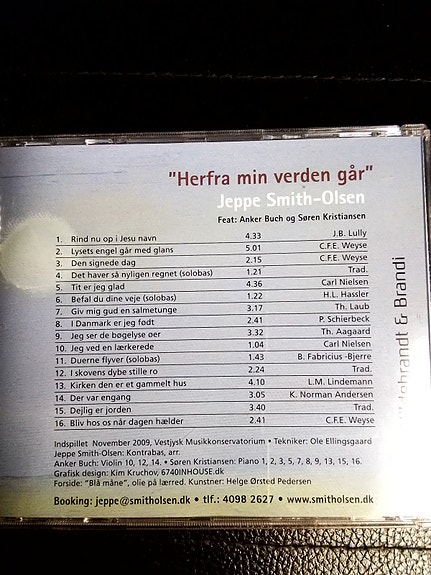 "Herfra min verden går"
Jeppe Smith-Olsen
Feat: Anker Buch og Søren Kristiansen
1. Rind nu op i Jesu navn 4.33 J.B. Lully
2. Lysets engel går med glans 5.01 C.F.E. Weyse
3. Den signede dag 2.15 C.F.E. Weyse
4. Det haver så nyligen regnet (solobas) 1.21 Trad.
5. Tit er jeg glad 4.36 Carl Nielsen
6. Befal du dine veje (solobas) 1.22 H.L. Hassler
7. Giv mig gud en salmetunge 3.17 Th. Laub
8. I Danmark er jeg født 2.41 P. Schierbeck
9. Jeg ser de bøgelyse øer 3.32 Th. Aagaard
10. Jeg ved en lærkerede 1.04 Carl Nielsen
11. Duerne flyver (solobas) 1.43 B. Fabricius -Bjerre
12. I skovens dybe stille ro 2.24 Trad.
13. Kirken den er et gammelt hus 4.10 L.M. Lindemann
14. Der var engang 3.05 K. Norman Andersen
15. Dejlig er jorden 3.40 Trad.
16. Bliv hos os når dagen hælder 2.41 C.F.E. Weyse
Indspillet November 2009, Vestjysk Musikkonservatorium • Tekniker: Ole Ellingsgaard
Jeppe Smith-Olsen: Kontrabas, arr.
Anker Buch: Violin 10, 12, 14. • Søren Kristiansen: Piano 1, 2, 3, 5, 7, 8, 9, 13, 15, 16.
Grafisk design: Kim Kruchov, 6740INHOUSE.dk
Forside: "Blå måne", olie på lærred. Kunstner: Helge Ørsted Pedersen
Booking: jeppe@smitholsen.dk • tlf.: 4098 2627 • www.smitholsen.dk
& Brandi